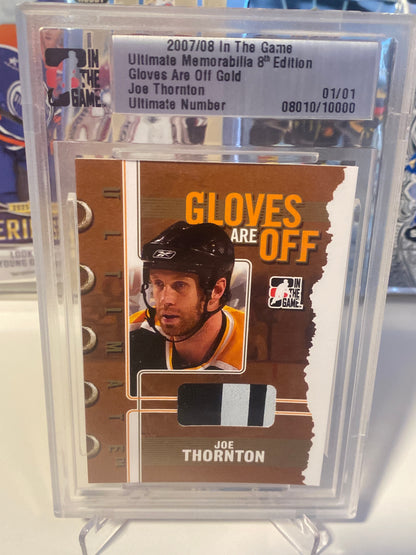 2007/08 In The Game
Ultimate Memorabilia 8th Edition
Gloves Are Off Gold
Joe Thornton 01/01
Ultimate Number 08010/10000
IN
THE
GAME
GLOVES
ARE OFF
IN
THE
GAME
ULTIMATE
JOE
THORNTON